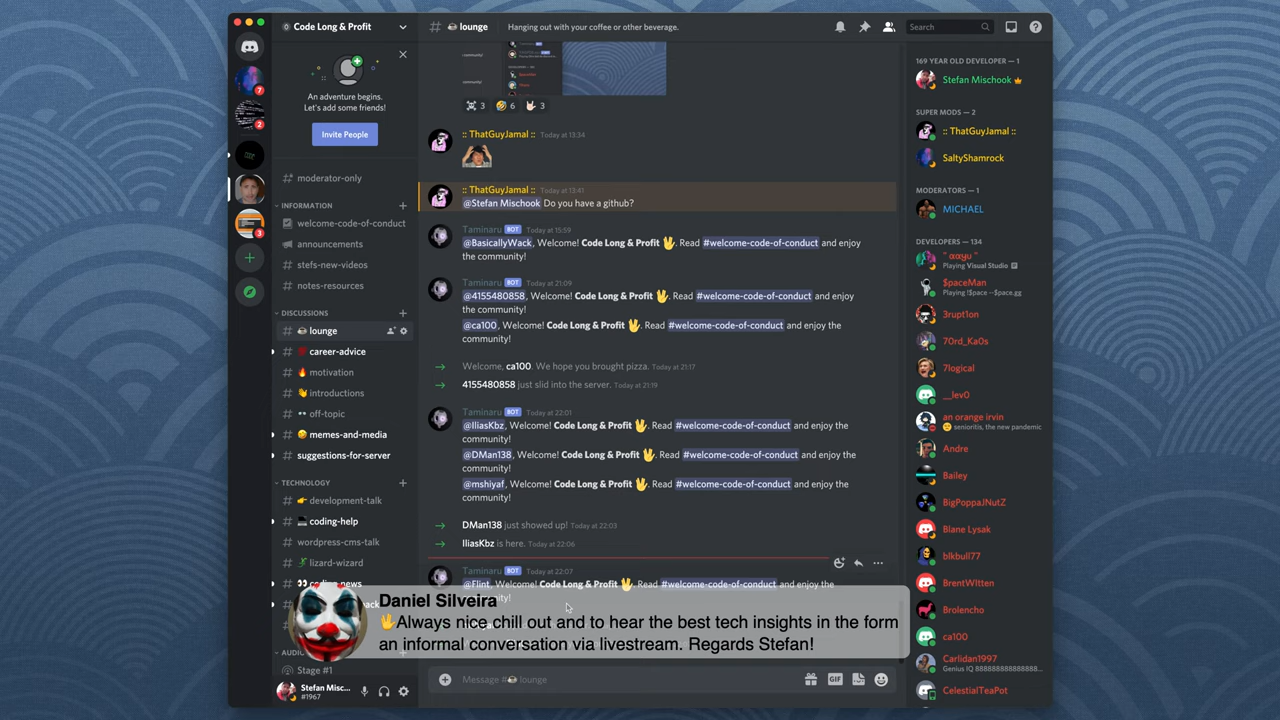 Code Long & Profit
# lounge
Hanging out with your coffee or other beverage.
Search
7
2
3
An adventure begins.
Let's add some friends!
Invite People
moderator-only
INFORMATION
welcome-code-of-conduct
announcements
stefs-new-videos
notes-resources
DISCUSSIONS
lounge
💯 career-advice
🔥 motivation
👋 introductions
👀 off-topic
memes-and-media
suggestions-for-server
TECHNOLOGY
👉 development-talk
coding-help
wordpress-cms-talk
lizard-wizard
👀 coding-news
Stage #1
Stefan Misc...
#1967
3 6 3
:: ThatGuyJamal :: Today at 13:34
:: ThatGuyJamal :: Today at 13:41
@Stefan Mischook Do you have a github?
Taminaru BOT Today at 15:59
@BasicallyWack, Welcome! Code Long & Profit 🖖. Read #welcome-code-of-conduct and enjoy
the community!
Taminaru BOT Today at 21:09
@4155480858, Welcome! Code Long & Profit 🖖. Read #welcome-code-of-conduct and enjoy
the community!
@ca100, Welcome! Code Long & Profit 🖖. Read #welcome-code-of-conduct and enjoy the
community!
Welcome, ca100. We hope you brought pizza. Today at 21:17
4155480858 just slid into the server. Today at 21:19
Taminaru BOT Today at 22:01
@IliasKbz, Welcome! Code Long & Profit 🖖. Read #welcome-code-of-conduct and enjoy the
community!
@DMan138, Welcome! Code Long & Profit 🖖. Read #welcome-code-of-conduct and enjoy the
community!
@mshiyaf, Welcome! Code Long & Profit 🖖. Read #welcome-code-of-conduct and enjoy the
community!
DMan138 just showed up! Today at 22:03
IliasKbz is here. Today at 22:06
Taminaru BOT Today at 22:07
@Flint, Welcome! Code Long & Profit 🖖. Read #welcome-code-of-conduct and enjoy the
Daniel Silveira
🖖Always nice chill out and to hear the best tech insights in the form
an informal conversation via livestream. Regards Stefan!
Message #☕ lounge
GIF
169 YEAR OLD DEVELOPER — 1
Stefan Mischook
SUPER MODS — 2
:: ThatGuyJamal ::
SaltyShamrock
MODERATORS — 1
MICHAEL
DEVELOPERS — 134
Playing Visual Studio
$paceMan
Playing !$pace --$pace.gg
3rupt1on
70rd_Ka0s
7logical
__lev0
an orange irvin
senioritis, the new pandemic
Andre
Bailey
BigPoppaJNutZ
Blane Lysak
blkbull77
BrentWItten
Brolencho
ca100
Carlidan1997
CelestialTeaPot